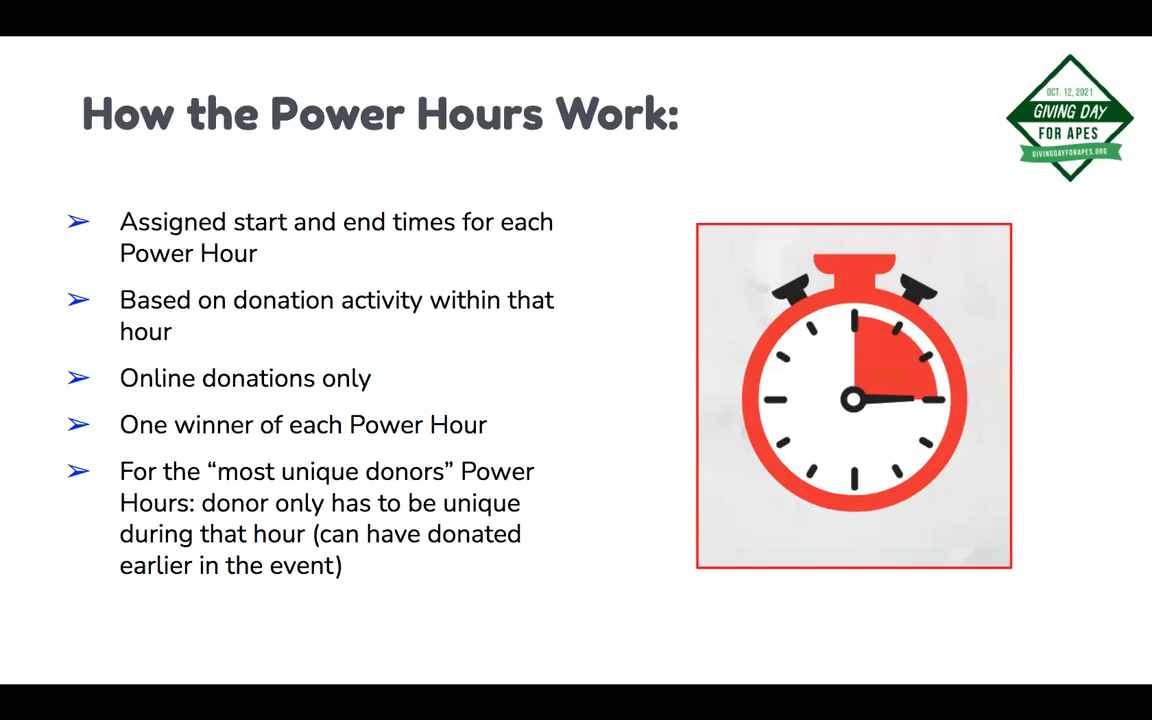 How the Power Hours Work:
OCT. 12, 2021
GIVING DAY
FOR APES
GIVINGDAYFORAPES.ORG
➢ Assigned start and end times for each
Power Hour
➢ Based on donation activity within that
hour
➢ Online donations only
➢ One winner of each Power Hour
➢ For the “most unique donors” Power
Hours: donor only has to be unique
during that hour (can have donated
earlier in the event)